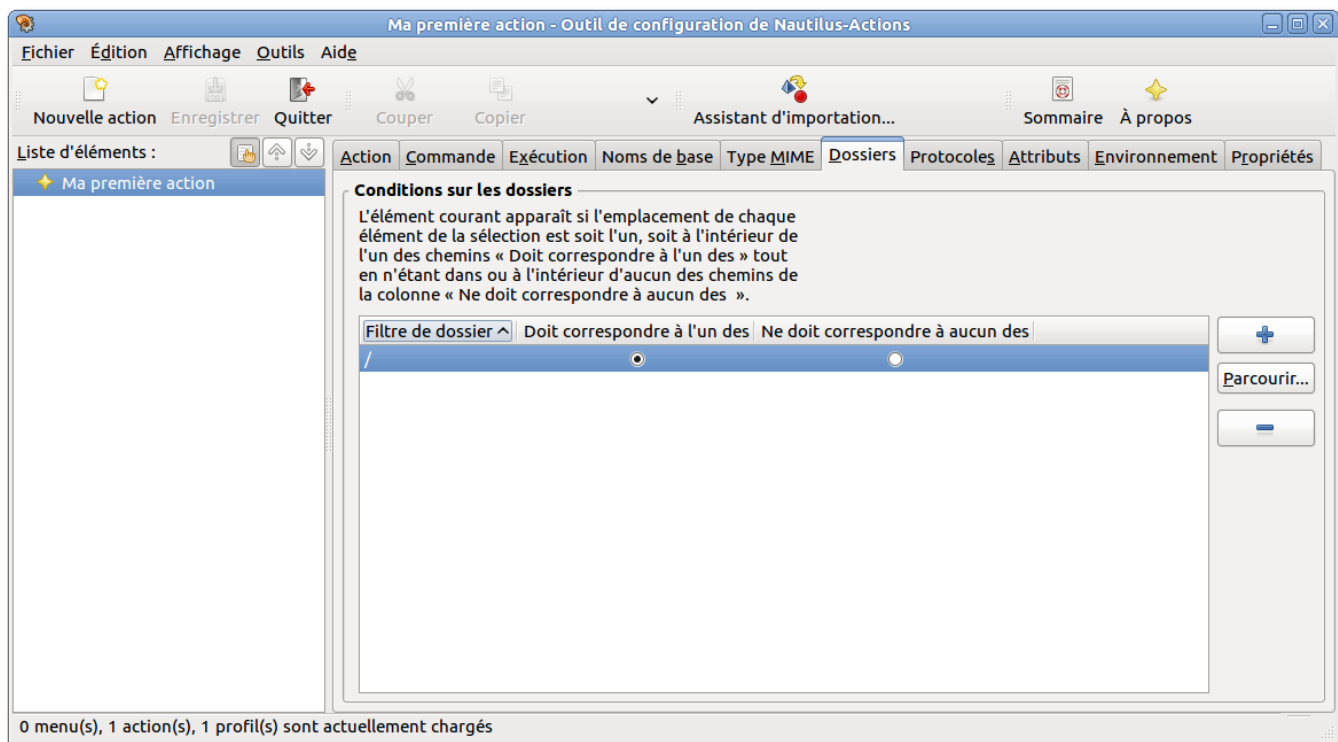 Ma première action - Outil de configuration de Nautilus-Actions
Fichier Édition Affichage Outils Aide
Nouvelle action Enregistrer Quitter Couper Copier Assistant d'importation... Sommaire À propos
Liste d'éléments :
Action Commande Exécution Noms de base Type MIME Dossiers Protocoles Attributs Environnement Propriétés
Ma première action
Conditions sur les dossiers
L'élément courant apparaît si l'emplacement de chaque
élément de la sélection est soit l'un, soit à l'intérieur de
l'un des chemins « Doit correspondre à l'un des » tout
en n'étant dans ou à l'intérieur d'aucun des chemins de
la colonne « Ne doit correspondre à aucun des  ».
Filtre de dossier Doit correspondre à l'un des Ne doit correspondre à aucun des
/
Parcourir...
0 menu(s), 1 action(s), 1 profil(s) sont actuellement chargés